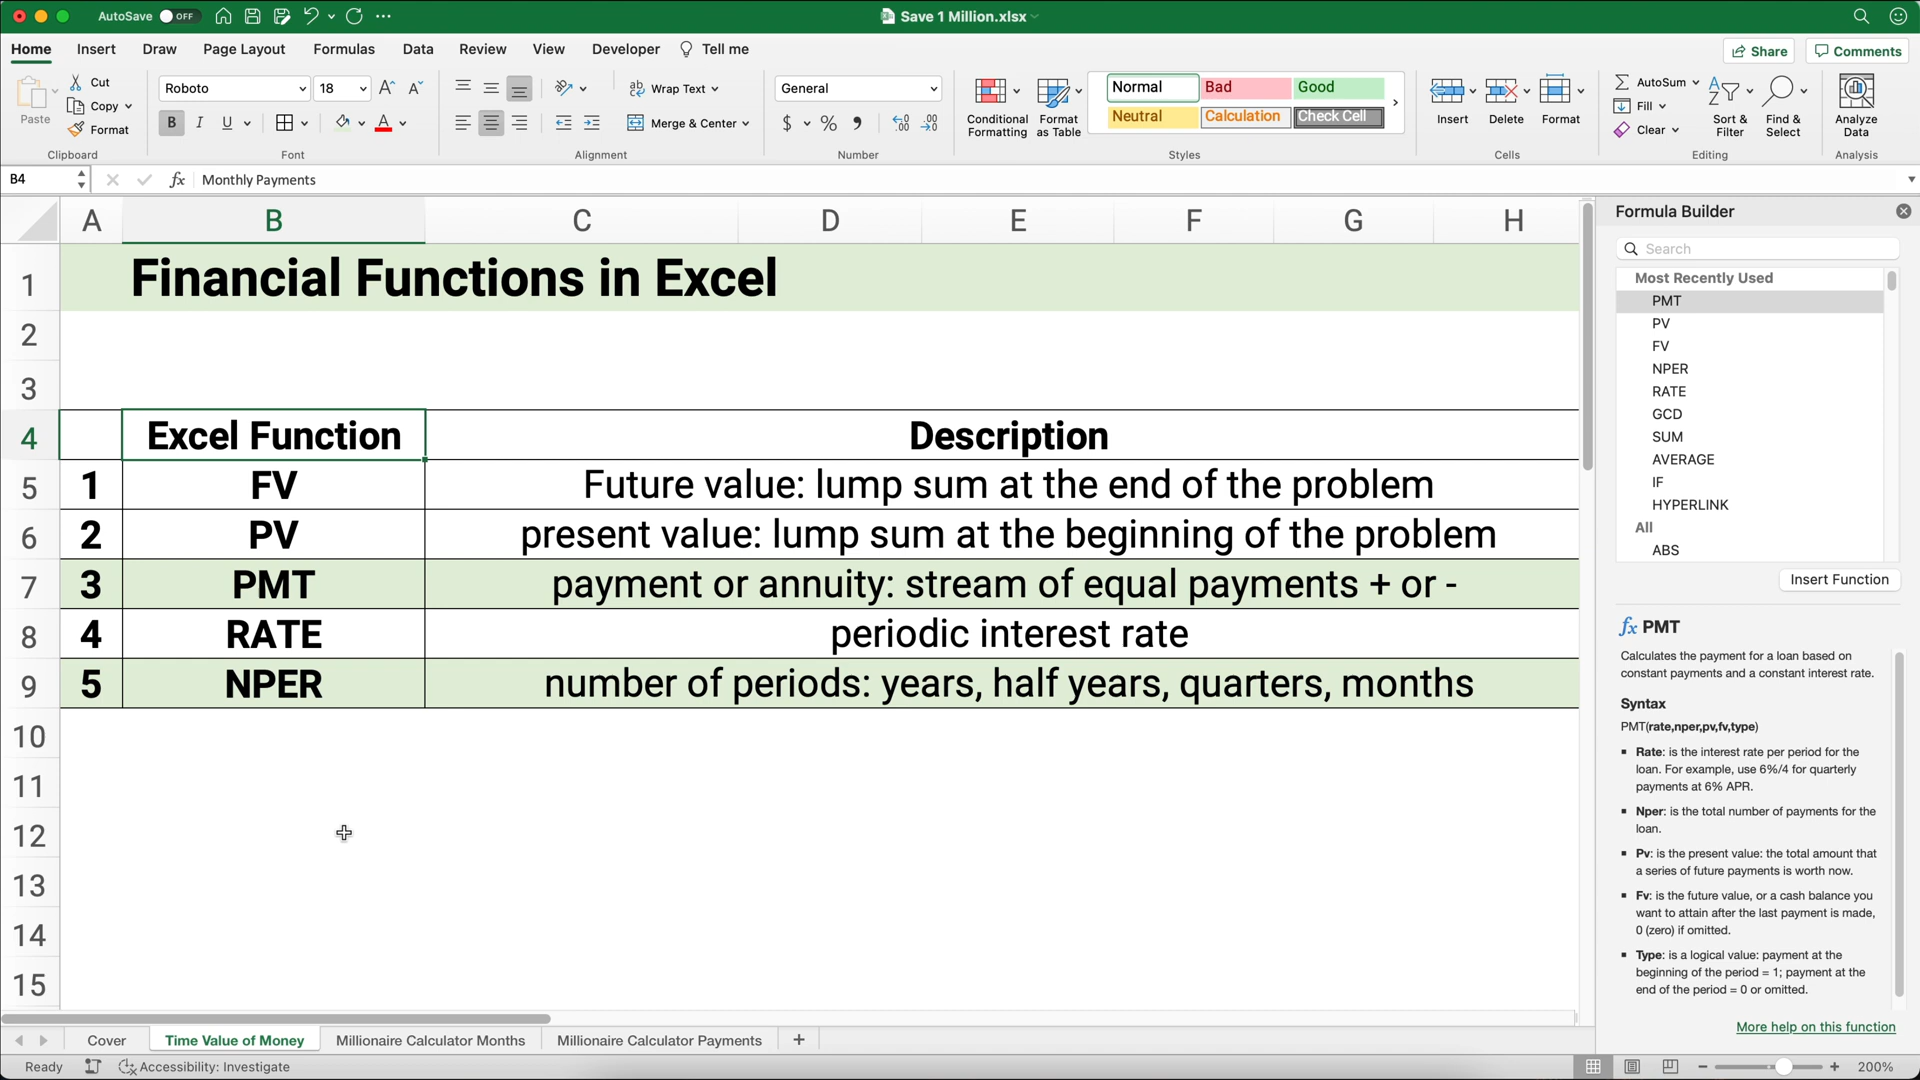 AutoSave OFF
Save 1 Million.xlsx
Home Insert Draw Page Layout Formulas Data Review View Developer Tell me
Share Comments
Paste
Cut
Copy
Format
Clipboard
Roboto 18
B I U
Font
Wrap Text
Merge & Center
Alignment
General
$ % ,
Number
Conditional Formatting
Format as Table
Normal Bad Good
Neutral Calculation Check Cell
Styles
Insert Delete Format
Cells
AutoSum
Fill
Clear
Sort & Filter
Find & Select
Editing
Analyze Data
Analysis
B4 fx Monthly Payments
A B C D E F G H
1 Financial Functions in Excel
2
3
4 Excel Function Description
5 1 FV Future value: lump sum at the end of the problem
6 2 PV present value: lump sum at the beginning of the problem
7 3 PMT payment or annuity: stream of equal payments + or -
8 4 RATE periodic interest rate
9 5 NPER number of periods: years, half years, quarters, months
10
11
12
13
14
15
Formula Builder
Search
Most Recently Used
PMT
PV
FV
NPER
RATE
GCD
SUM
AVERAGE
IF
HYPERLINK
All
ABS
Insert Function
fx PMT
Calculates the payment for a loan based on
constant payments and a constant interest rate.
Syntax
PMT(rate,nper,pv,fv,type)
▪ Rate: is the interest rate per period for the
loan. For example, use 6%/4 for quarterly
payments at 6% APR.
▪ Nper: is the total number of payments for the
loan.
▪ Pv: is the present value: the total amount that
a series of future payments is worth now.
▪ Fv: is the future value, or a cash balance you
want to attain after the last payment is made,
0 (zero) if omitted.
▪ Type: is a logical value: payment at the
beginning of the period = 1; payment at the
end of the period = 0 or omitted.
More help on this function
Cover Time Value of Money Millionaire Calculator Months Millionaire Calculator Payments +
Ready Accessibility: Investigate
200%